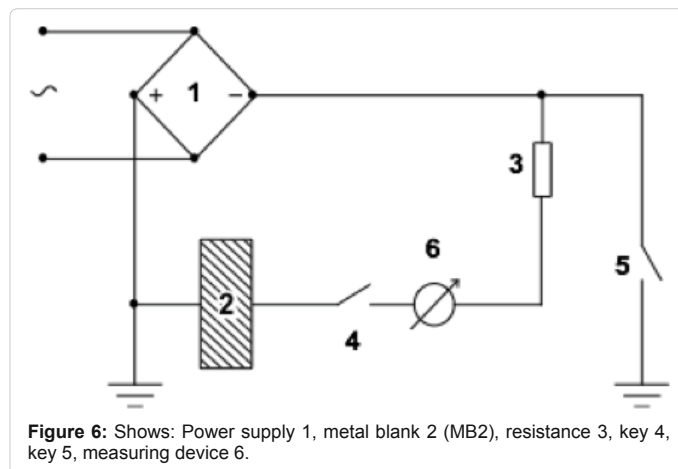 ∼
+ 1 −
3
6
5
2
4
Figure 6: Shows: Power supply 1, metal blank 2 (MB2), resistance 3, key 4,
key 5, measuring device 6.